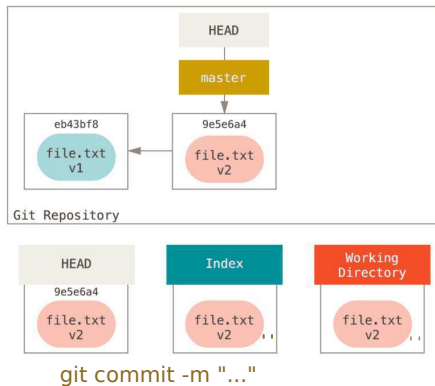 HEAD
master
eb43bf8
9e5e6a4
file.txt
v1
file.txt
v2
Git Repository
HEAD
Index
Working
Directory
9e5e6a4
file.txt
v2
file.txt
v2
file.txt
v2
git commit -m "..."